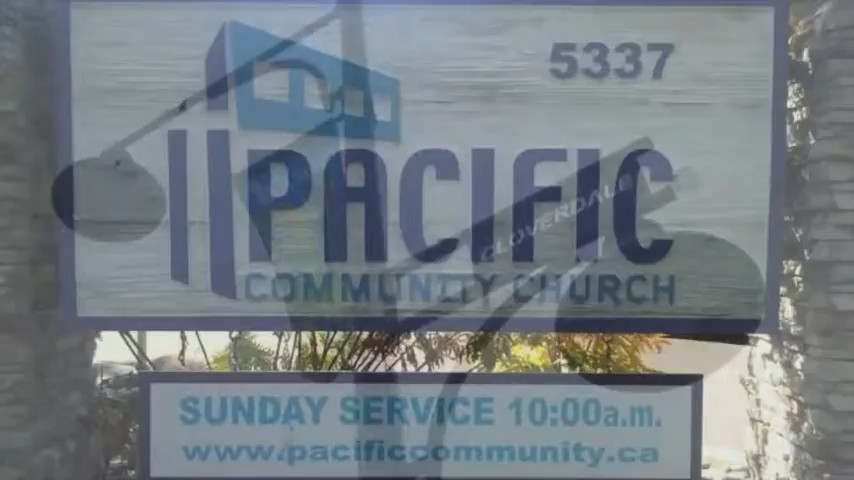 5337
PACIFIC
CLOVERDALE
COMMUNITY CHURCH
SUNDAY SERVICE 10:00a.m.
www.pacificcommunity.ca